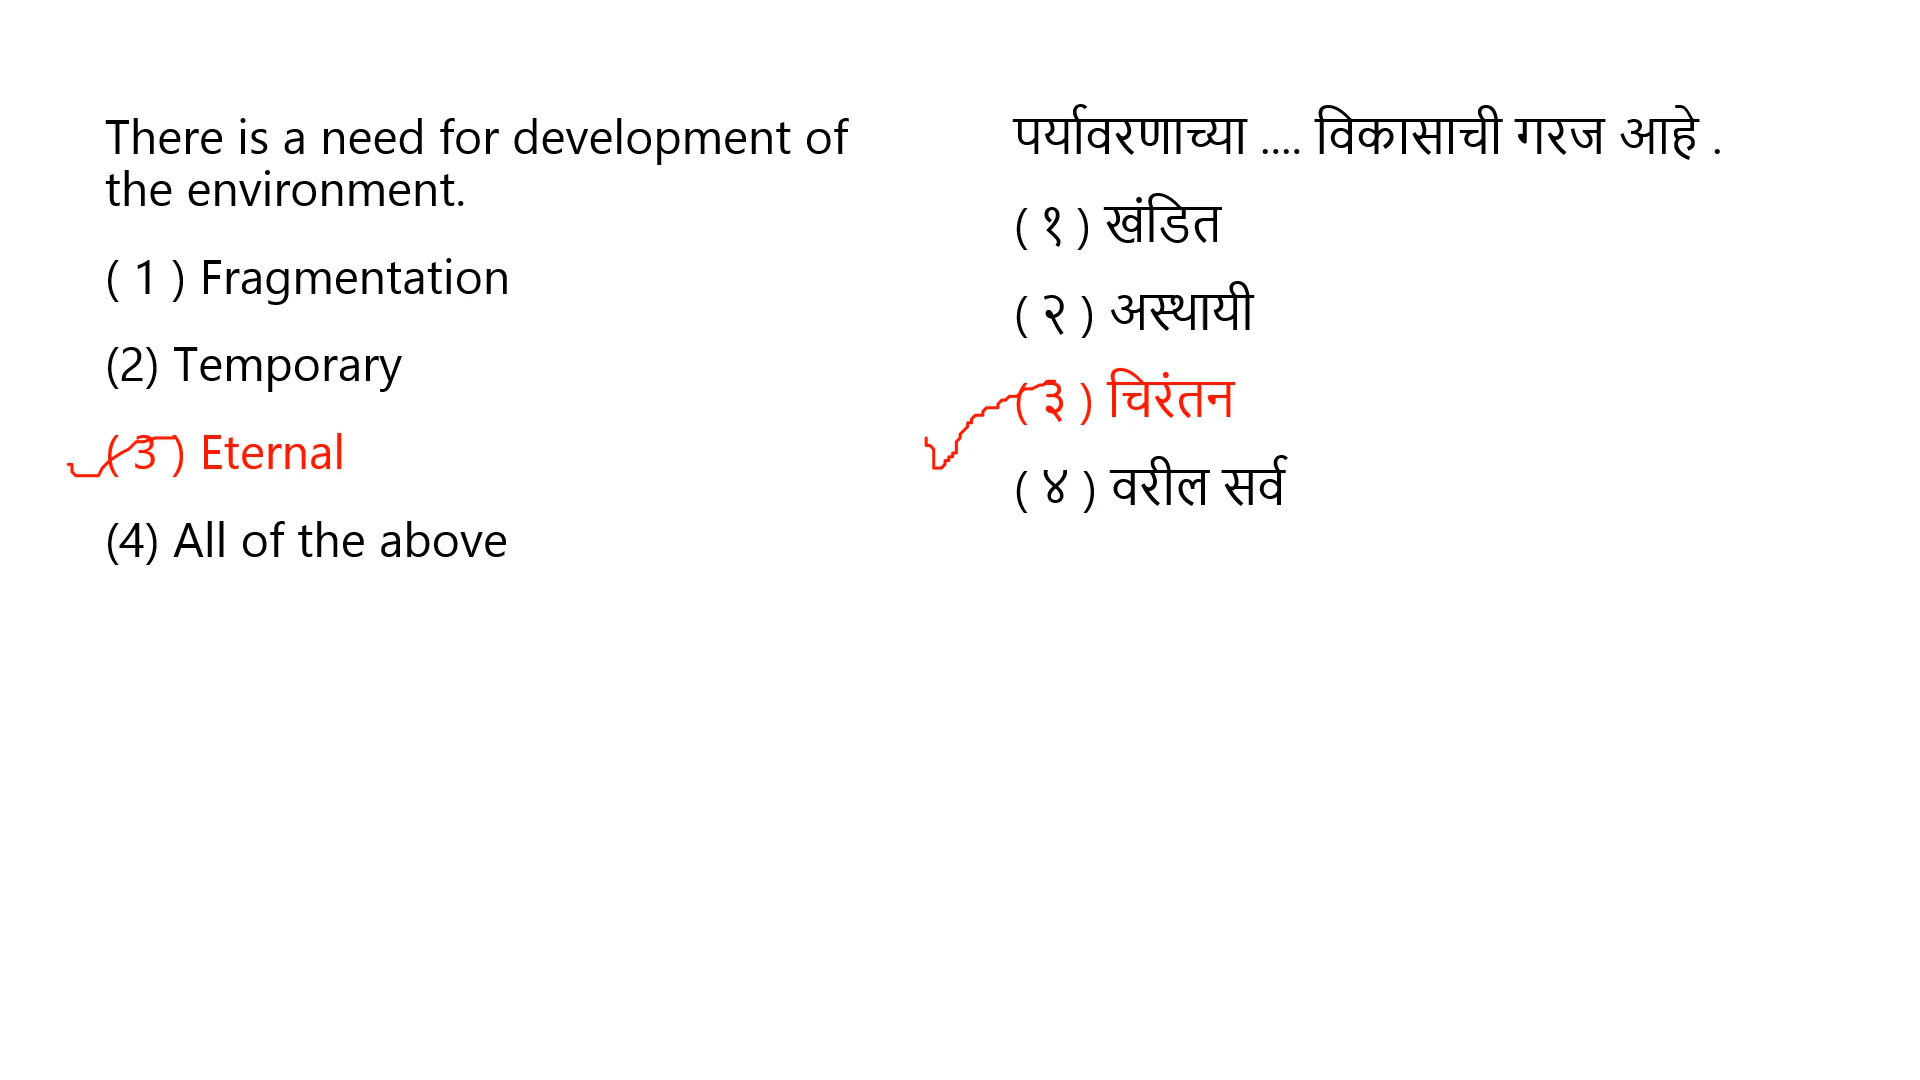 There is a need for development of
the environment.
( 1 ) Fragmentation
(2) Temporary
( 3 ) Eternal
(4) All of the above
पर्यावरणाच्या .... विकासाची गरज आहे .
( १ ) खंडित
( २ ) अस्थायी
( ३ ) चिरंतन
( ४ ) वरील सर्व